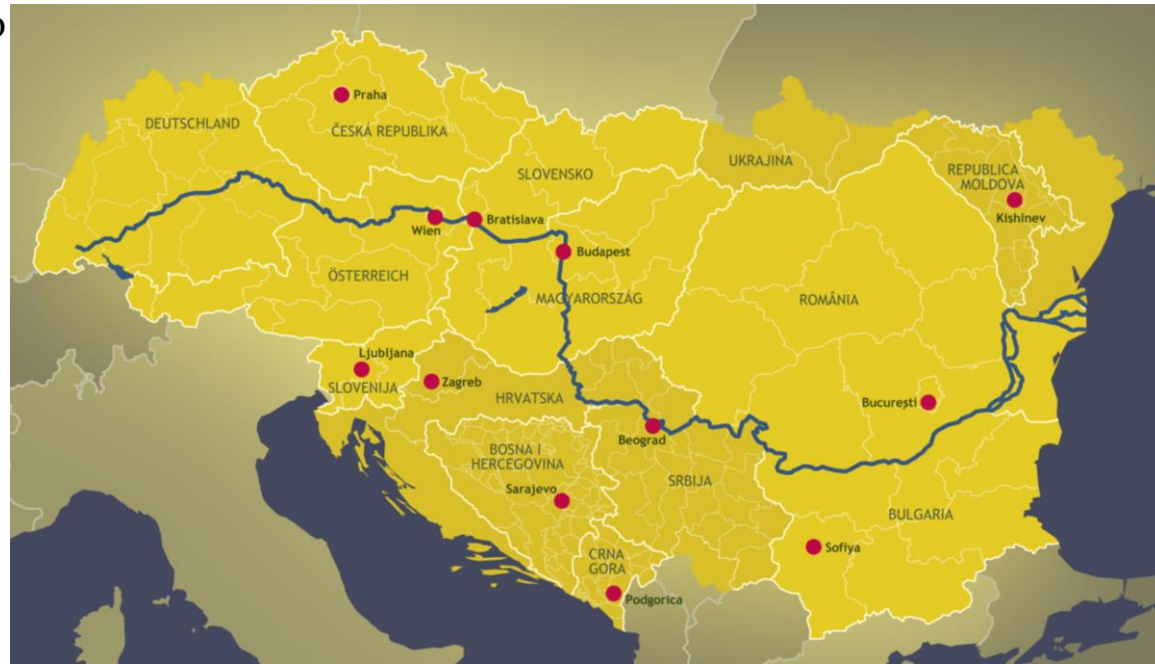 Praha
DEUTSCHLAND
ČESKÁ REPUBLIKA
UKRAJINA
SLOVENSKO
REPUBLICA
MOLDOVA
Kishinev
Wien
Bratislava
Budapest
ÖSTERREICH
MAGYARORSZÁG
ROMÂNIA
Ljubljana
SLOVENIJA
Zagreb
HRVATSKA
București
Beograd
BOSNA I
HERCEGOVINA
Sarajevo
SRBIJA
BULGARIA
Sofiya
CRNA
GORA
Podgorica